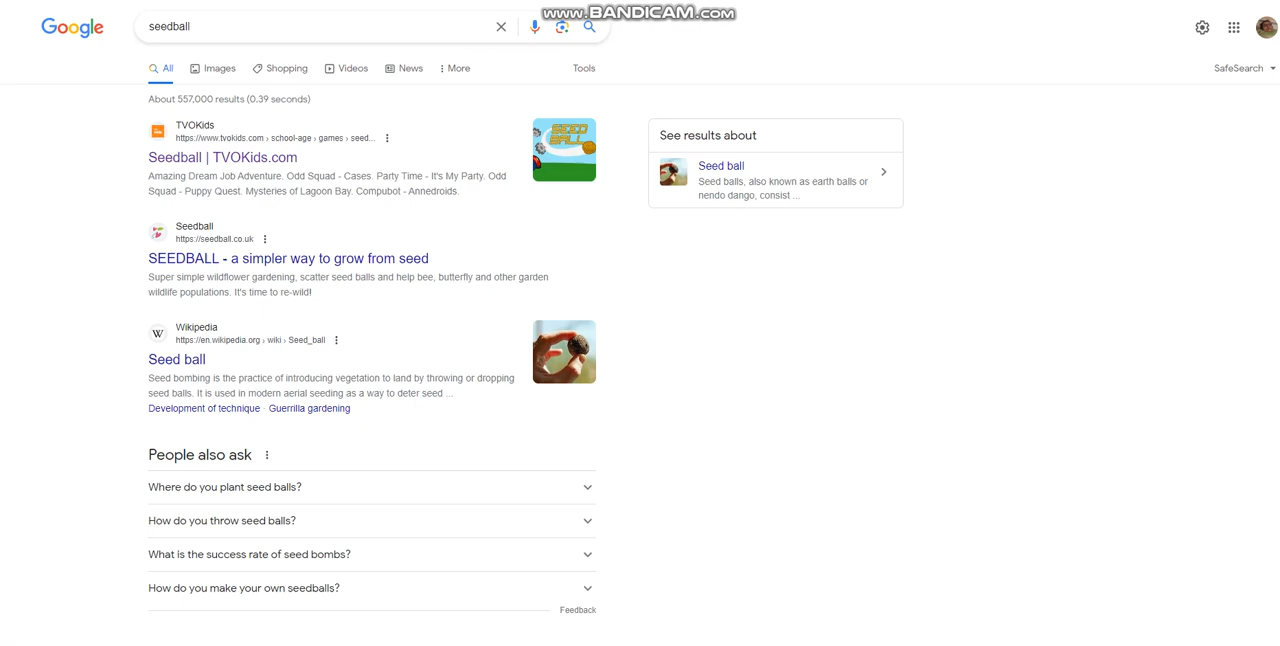 www.BANDICAM.com
Google
seedball
All Images Shopping Videos News More Tools
SafeSearch
About 557,000 results (0.39 seconds)
TVOKids
https://www.tvokids.com › school-age › games › seed...
Seedball | TVOKids.com
Amazing Dream Job Adventure. Odd Squad - Cases. Party Time - It's My Party. Odd
Squad - Puppy Quest. Mysteries of Lagoon Bay. Compubot - Annedroids.
SEED
BALL
See results about
Seed ball
Seed balls, also known as earth balls or
nendo dango, consist ...
Seedball
https://seedball.co.uk
SEEDBALL - a simpler way to grow from seed
Super simple wildflower gardening, scatter seed balls and help bee, butterfly and other garden
wildlife populations. It's time to re-wild!
W
Wikipedia
https://en.wikipedia.org › wiki › Seed_ball
Seed ball
Seed bombing is the practice of introducing vegetation to land by throwing or dropping
seed balls. It is used in modern aerial seeding as a way to deter seed ...
Development of technique · Guerrilla gardening
People also ask
Where do you plant seed balls?
How do you throw seed balls?
What is the success rate of seed bombs?
How do you make your own seedballs?
Feedback